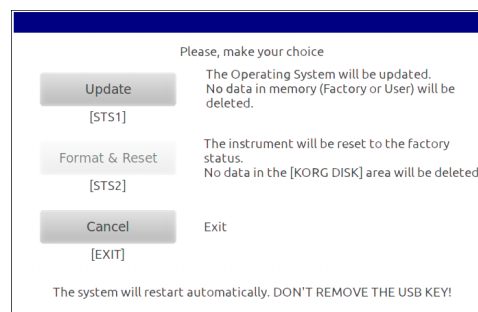 Please, make your choice
Update
[STS1]
The Operating System will be updated.
No data in memory (Factory or User) will be
deleted.
Format & Reset
[STS2]
The instrument will be reset to the factory
status.
No data in the [KORG DISK] area will be deleted
Cancel
[EXIT]
Exit
The system will restart automatically. DON'T REMOVE THE USB KEY!